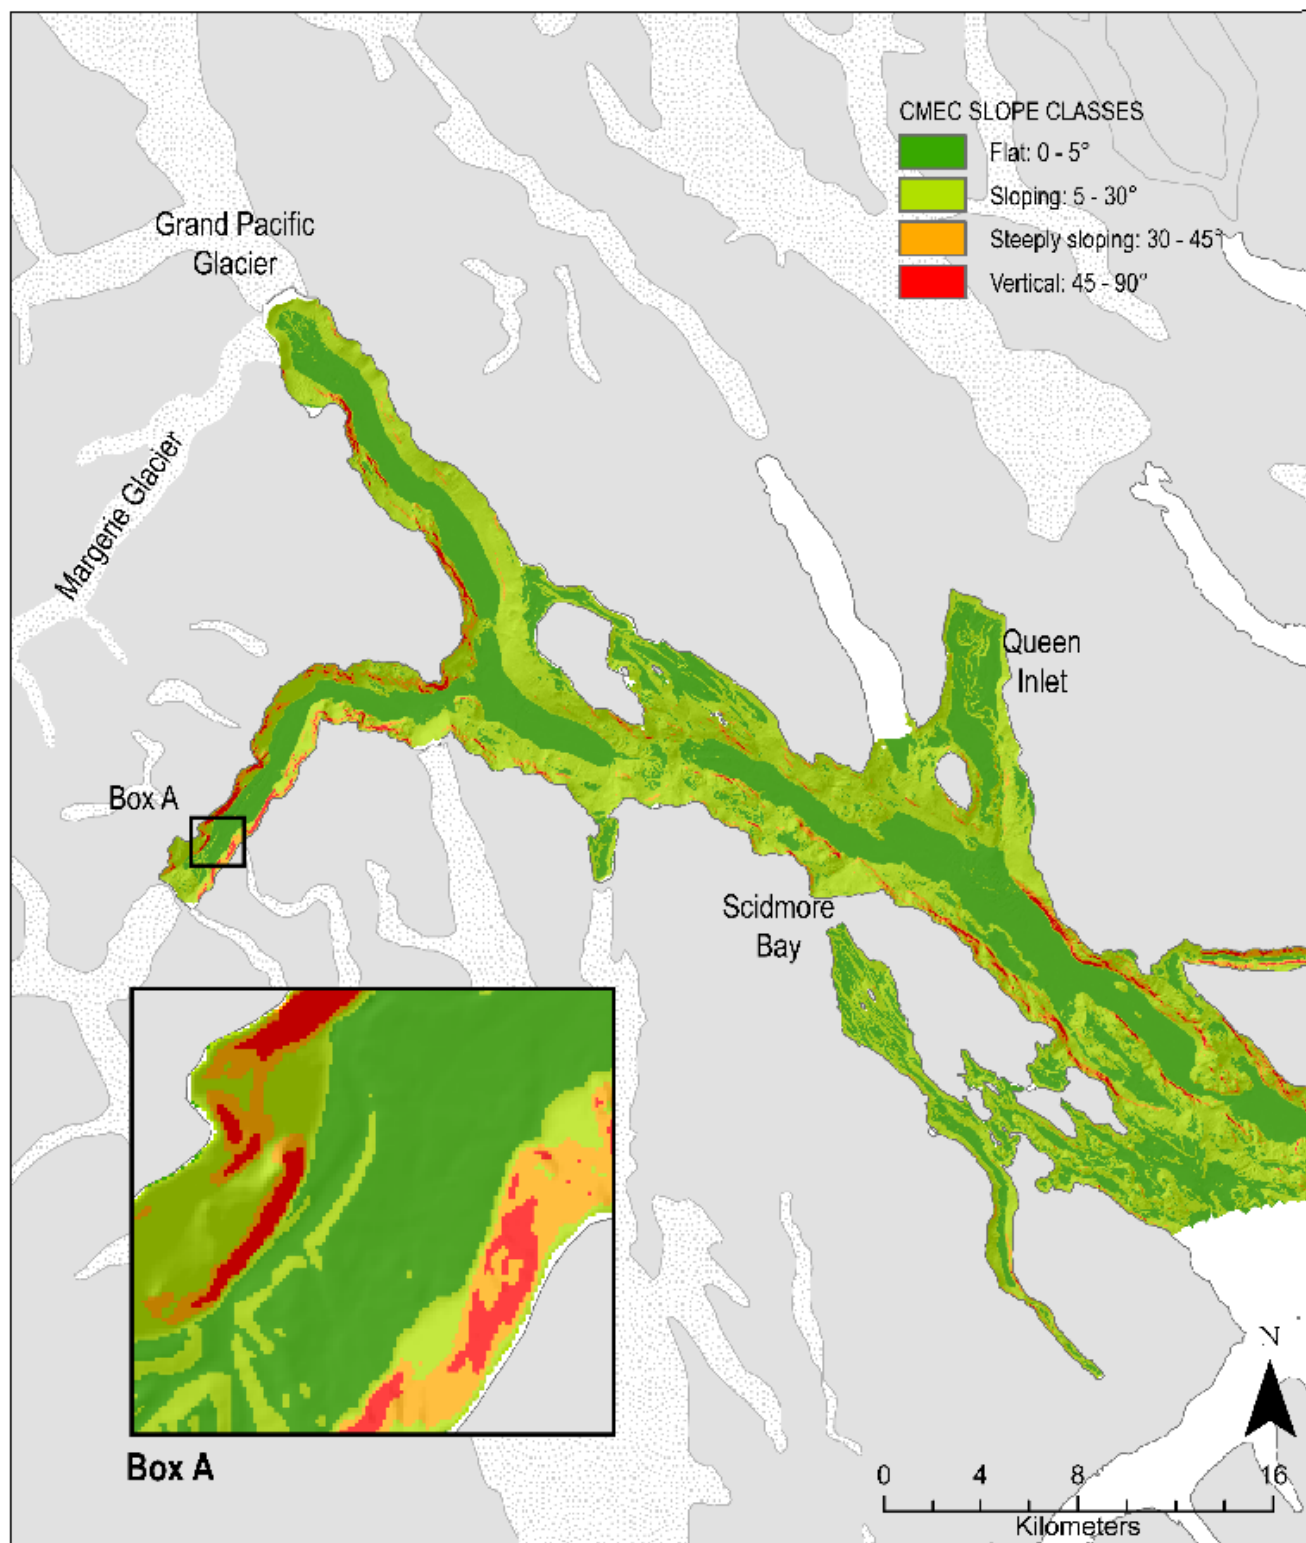 CMEC SLOPE CLASSES
Flat: 0 - 5°
Sloping: 5 - 30°
Steeply sloping: 30 - 45°
Vertical: 45 - 90°
Grand Pacific
Glacier
Margerie Glacier
Queen
Inlet
Box A
Scidmore
Bay
Box A
N
0 4 8 16
Kilometers